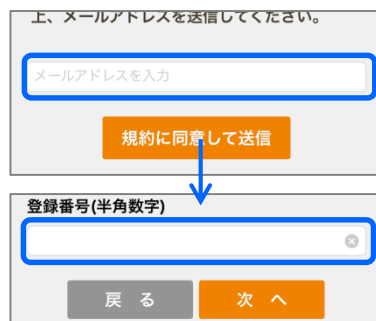 上、メールアドレスを送信してください。
メールアドレスを入力
規約に同意して送信
登録番号(半角数字)
戻 る
次 へ